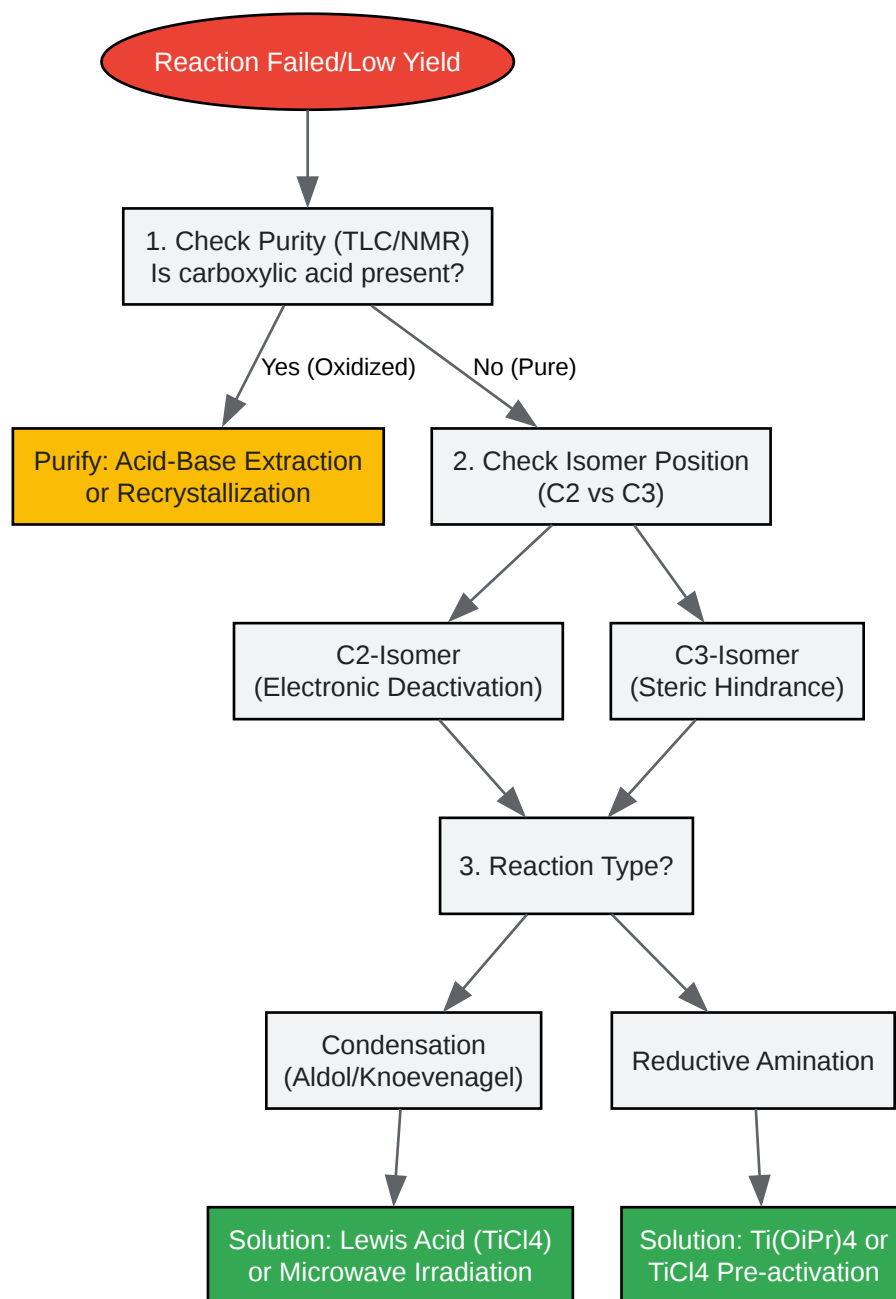 Reaction Failed/Low Yield
1. Check Purity (TLC/NMR)
Is carboxylic acid present?
Yes (Oxidized)
No (Pure)
Purify: Acid-Base Extraction
or Recrystallization
2. Check Isomer Position
(C2 vs C3)
C2-Isomer
(Electronic Deactivation)
C3-Isomer
(Steric Hindrance)
3. Reaction Type?
Condensation
(Aldol/Knoevenagel)
Reductive Amination
Solution: Lewis Acid (TiCl4)
or Microwave Irradiation
Solution: Ti(OiPr)4 or
TiCl4 Pre-activation